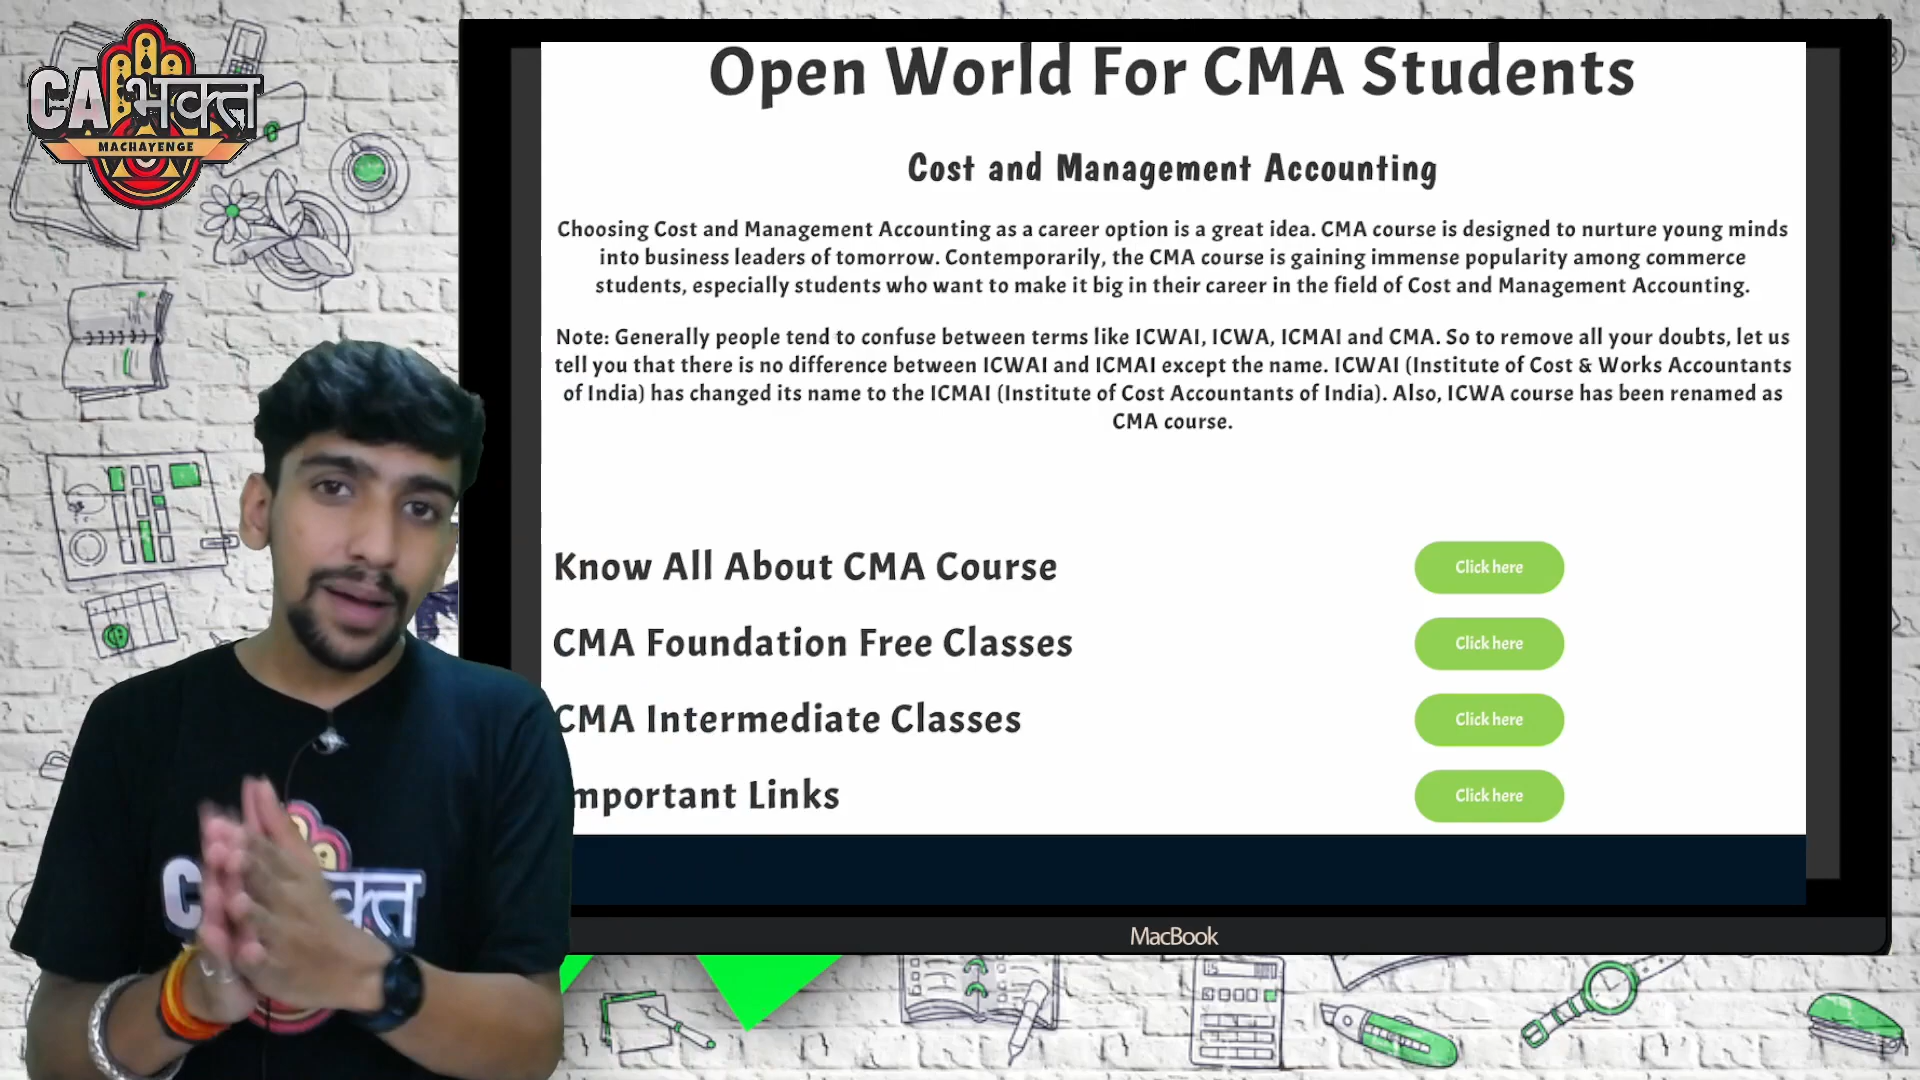 CA भक्त
MACHAYENGE
Open World For CMA Students
Cost and Management Accounting
Choosing Cost and Management Accounting as a career option is a great idea. CMA course is designed to nurture young minds
into business leaders of tomorrow. Contemporarily, the CMA course is gaining immense popularity among commerce
students, especially students who want to make it big in their career in the field of Cost and Management Accounting.
Note: Generally people tend to confuse between terms like ICWAI, ICWA, ICMAI and CMA. So to remove all your doubts, let us
tell you that there is no difference between ICWAI and ICMAI except the name. ICWAI (Institute of Cost & Works Accountants
of India) has changed its name to the ICMAI (Institute of Cost Accountants of India). Also, ICWA course has been renamed as
CMA course.
Know All About CMA Course
Click here
CMA Foundation Free Classes
Click here
CMA Intermediate Classes
Click here
mportant Links
Click here
MacBook